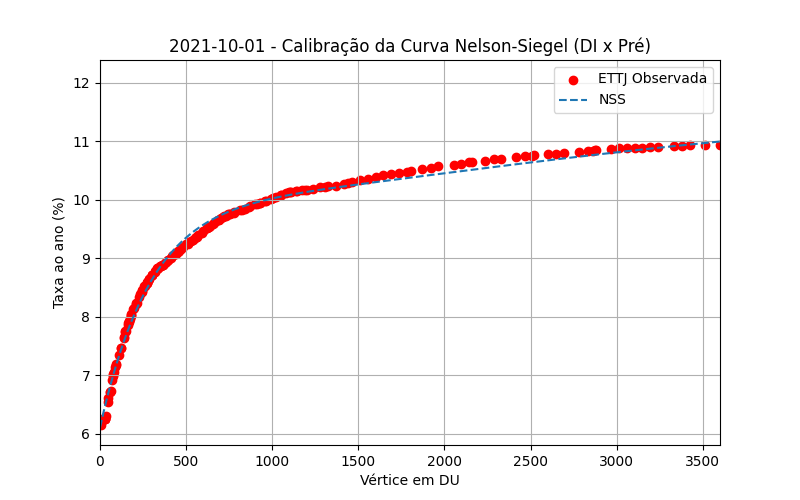 2021-10-01 - Calibração da Curva Nelson-Siegel (DI x Pré)
ETTJ Observada
NSS
Taxa ao ano (%)
12
11
10
9
8
7
6
0 500 1000 1500 2000 2500 3000 3500
Vértice em DU